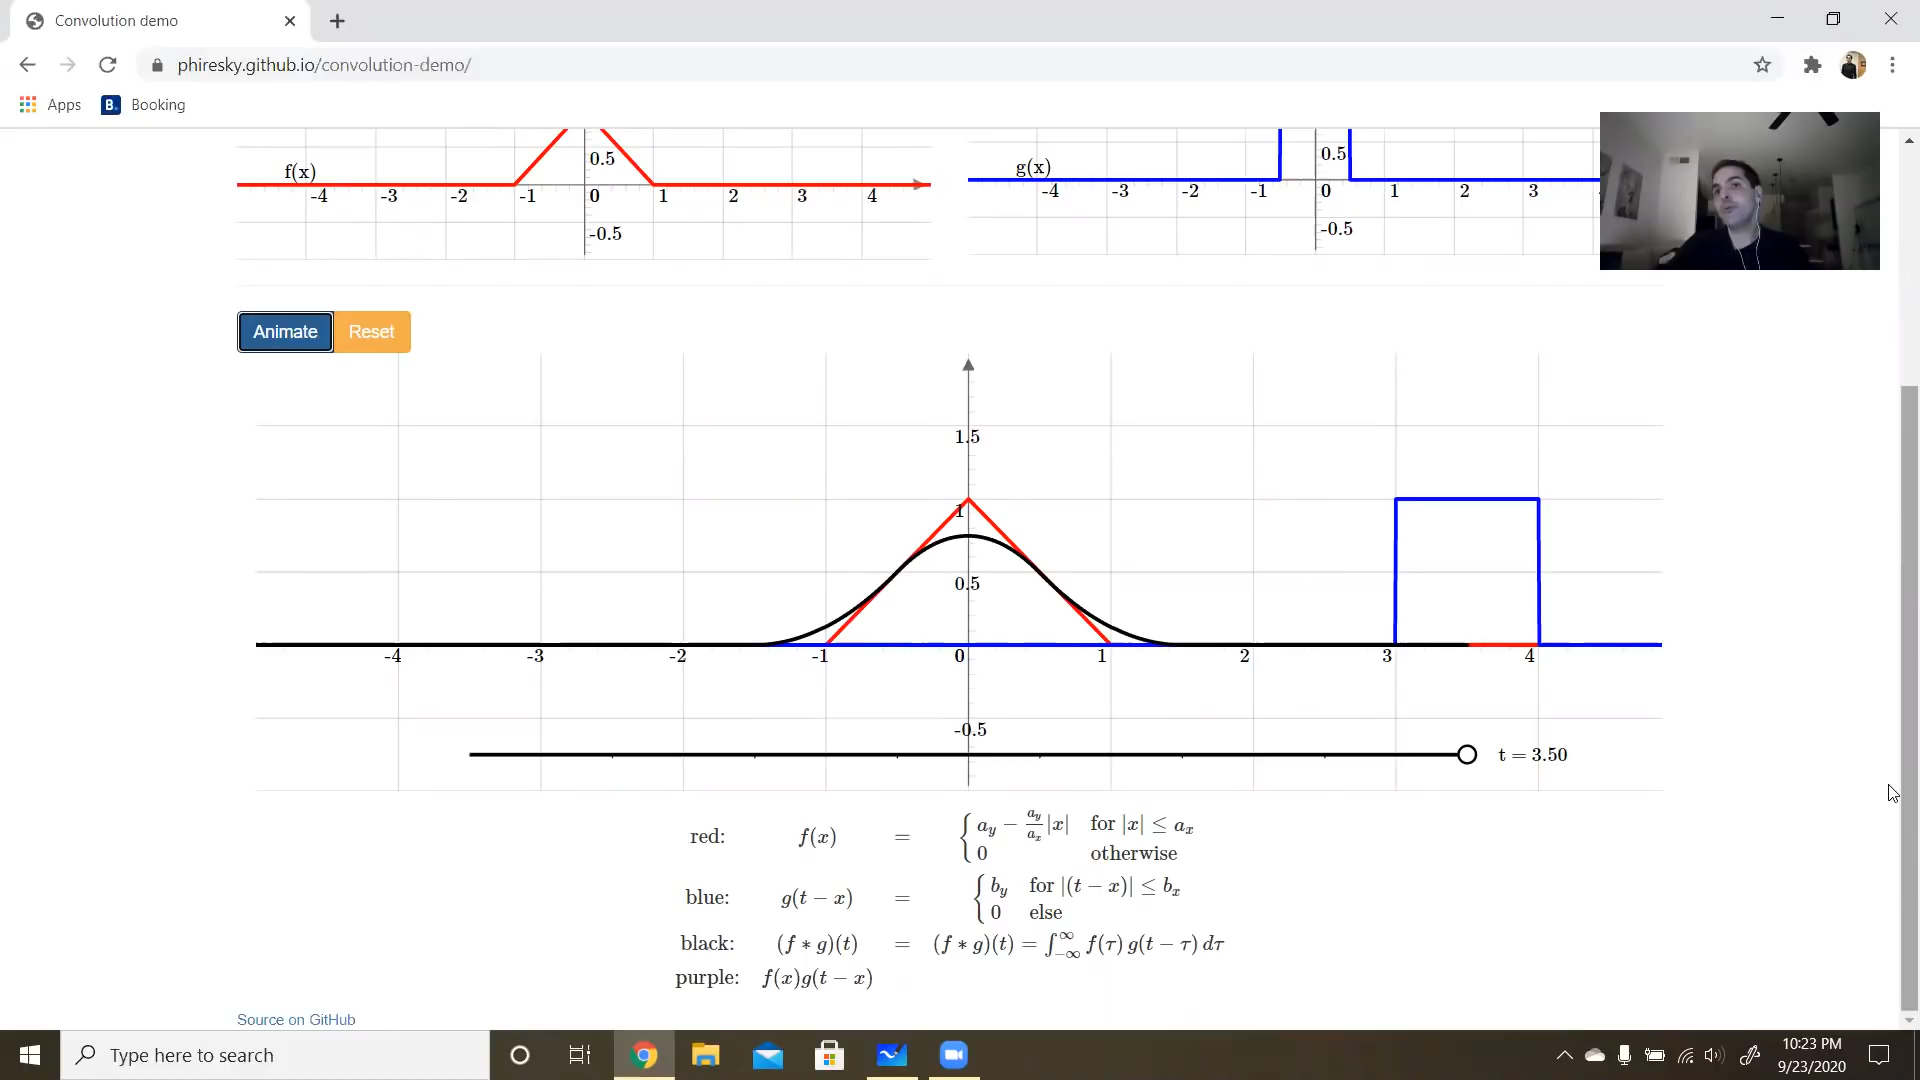 Convolution demo
phiresky.github.io/convolution-demo/
Apps
B.
Booking
f(x)
0.5
-4 -3 -2 -1 0 1 2 3 4
-0.5
g(x)
0.5
-4 -3 -2 -1 0 1 2 3
-0.5
Animate
Reset
1.5
1
0.5
-4 -3 -2 -1 0 1 2 3 4
-0.5
t = 3.50
red: f(x) = { a_y − a_y/a_x |x| for |x| ≤ a_x
0 otherwise
blue: g(t − x) = { b_y for |(t − x)| ≤ b_x
0 else
black: (f ∗ g)(t) = (f ∗ g)(t) = ∫_{−∞}^{∞} f(τ) g(t − τ) dτ
purple: f(x)g(t − x)
Source on GitHub
Type here to search
10:23 PM
9/23/2020